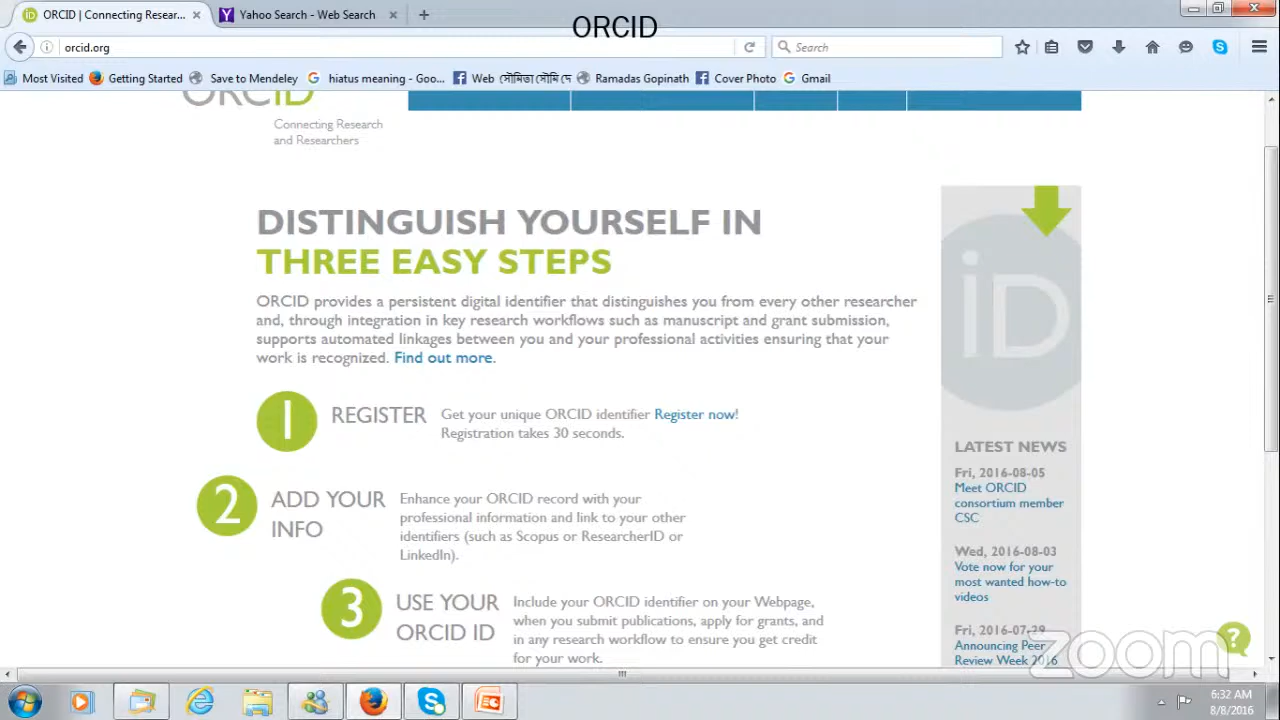 ORCID | Connecting Resear...
Yahoo Search - Web Search
ORCID
orcid.org
Search
Most Visited
Getting Started
Save to Mendeley
hiatus meaning - Goo...
Web
Ramadas Gopinath
Cover Photo
Gmail
ORCID
Connecting Research
and Researchers
DISTINGUISH YOURSELF IN
THREE EASY STEPS
ORCID provides a persistent digital identifier that distinguishes you from every other researcher
and, through integration in key research workflows such as manuscript and grant submission,
supports automated linkages between you and your professional activities ensuring that your
work is recognized. Find out more.
1
REGISTER
Get your unique ORCID identifier Register now!
Registration takes 30 seconds.
2
ADD YOUR
INFO
Enhance your ORCID record with your
professional information and link to your other
identifiers (such as Scopus or ResearcherID or
LinkedIn).
3
USE YOUR
ORCID ID
Include your ORCID identifier on your Webpage,
when you submit publications, apply for grants, and
in any research workflow to ensure you get credit
for your work.
iD
LATEST NEWS
Fri, 2016-08-05
Meet ORCID
consortium member
CSC
Wed, 2016-08-03
Vote now for your
most wanted how-to
videos
Fri, 2016-07-29
Announcing Peer
Review Week 2016
zoom
?
6:32 AM
8/8/2016